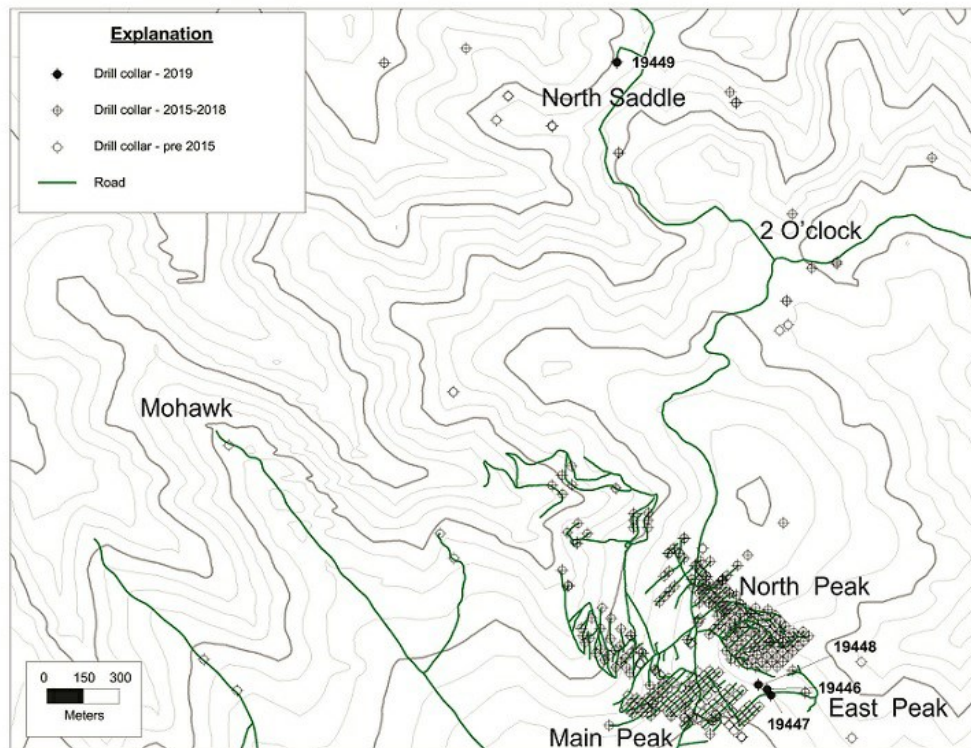 Explanation
Drill collar - 2019
Drill collar - 2015-2018
Drill collar - pre 2015
Road
19449
North Saddle
2 O'clock
Mohawk
North Peak
19448
19446
East Peak
19447
Main Peak
0 150 300
Meters